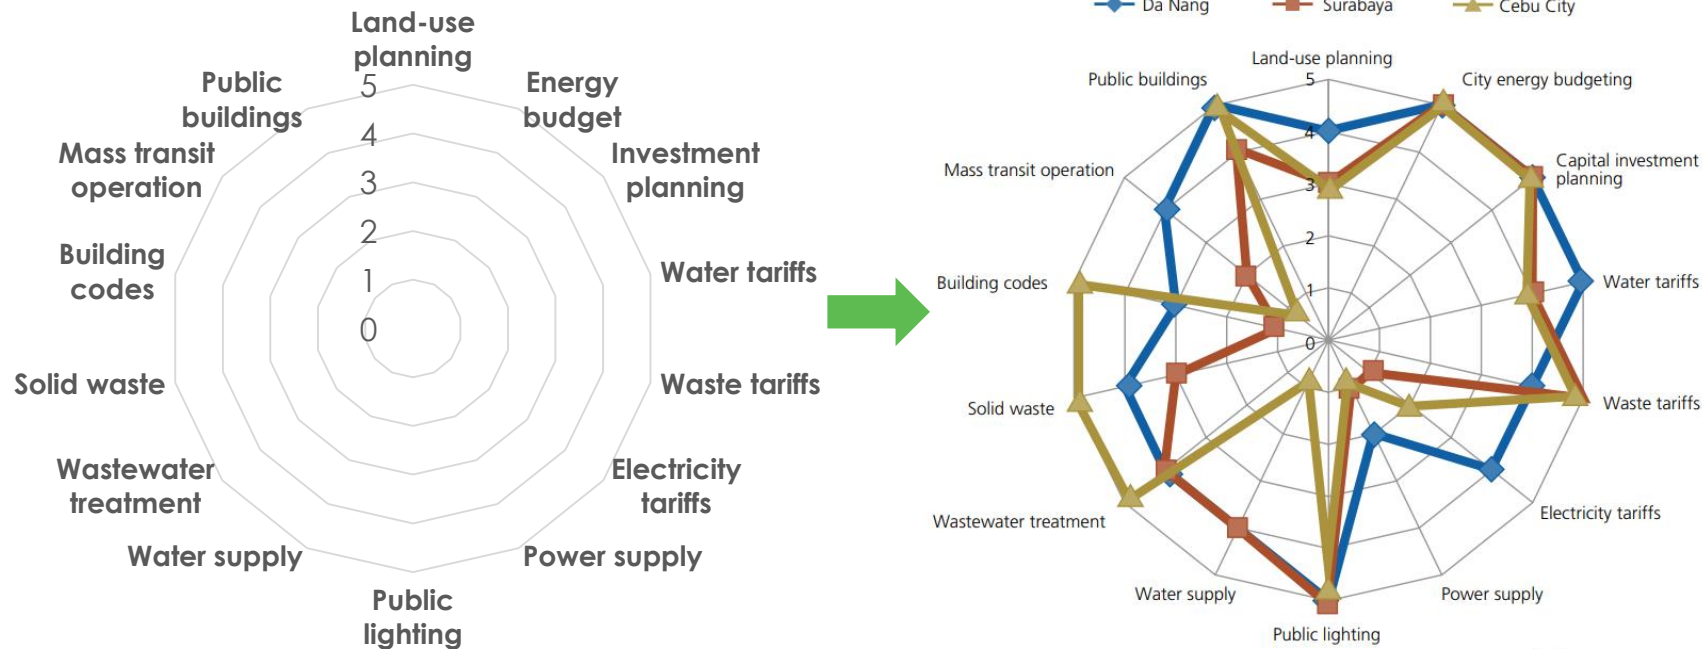 Land-use
planning
Energy
budget
Investment
planning
Water tariffs
Waste tariffs
Electricity
tariffs
Power supply
Public
lighting
Water supply
Wastewater
treatment
Solid waste
Building
codes
Mass transit
operation
Public
buildings
5
4
3
2
1
0
Da Nang
Surabaya
Cebu City
Land-use planning
City energy budgeting
Capital investment
planning
Water tariffs
Waste tariffs
Electricity tariffs
Power supply
Public lighting
Water supply
Wastewater treatment
Solid waste
Building codes
Mass transit operation
Public buildings
5
4
3
2
1
0